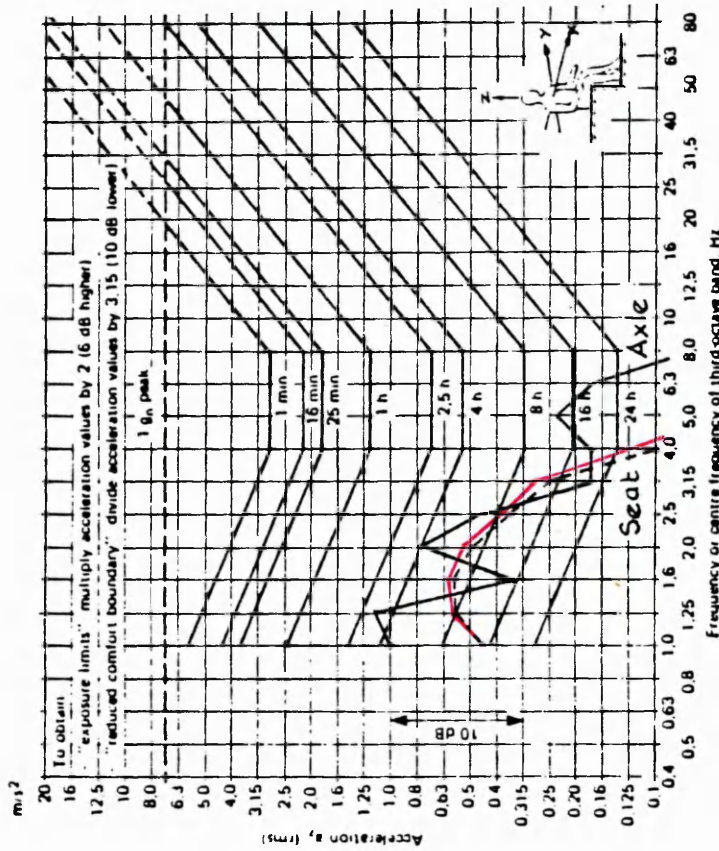 m/s²
20
16
12.5
10
8.0
6.3
5.0
4.0
3.15
2.5
2.0
1.6
1.25
1.0
0.8
0.63
0.5
0.4
0.315
0.25
0.20
0.16
0.125
0.1
Acceleration a (rms)
To obtain
"exposure limits" multiply acceleration values by 2 (6 dB higher)
"reduced comfort boundary" divide acceleration values by 3.15 (10 dB lower)
1 gn peak
1 min
16 min
25 min
1 h
2.5 h
4 h
8 h
16 h
24 h
10 dB
Seat
Axle
Z
Y
X
0.4
0.5
0.63
0.8
1.0
1.25
1.6
2.0
2.5
3.15
4.0
5.0
6.3
8.0
10
12.5
16
20
25
31.5
40
50
63
80
Frequency or centre frequency of third-octave band, Hz